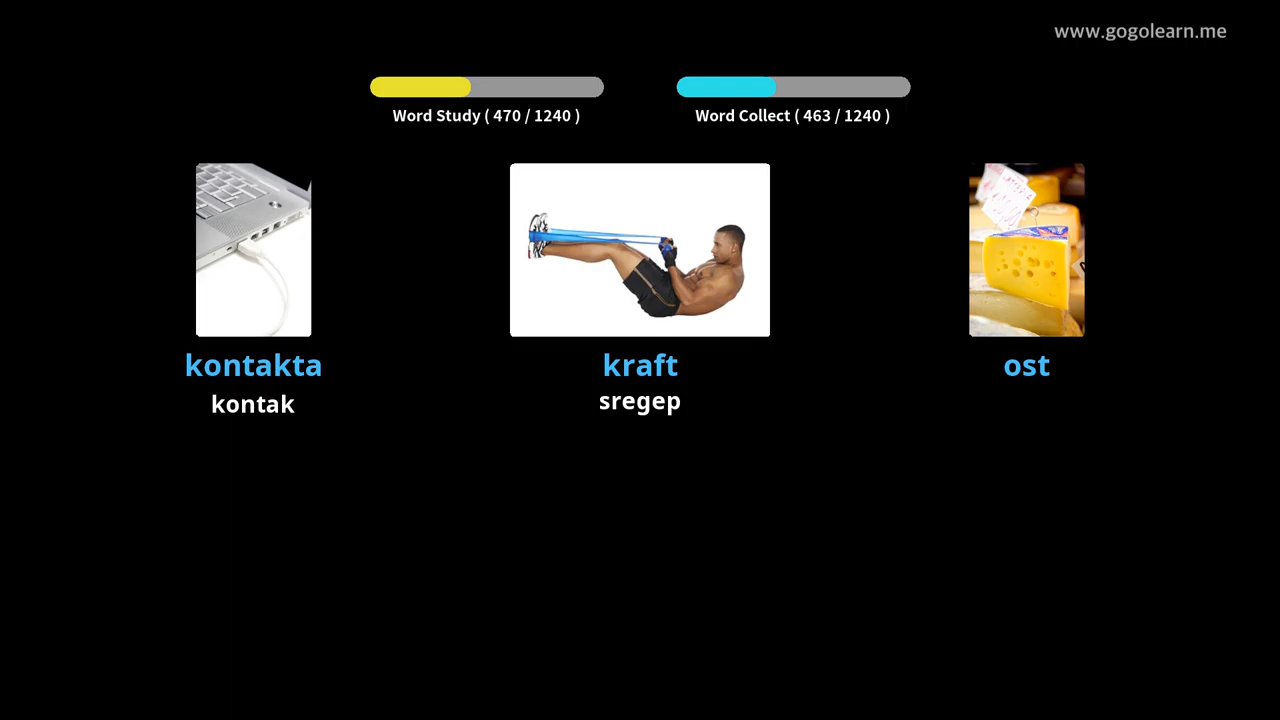 www.gogolearn.me
Word Study ( 470 / 1240 )
Word Collect ( 463 / 1240 )
kontakta
kraft
ost
kontak
sregep